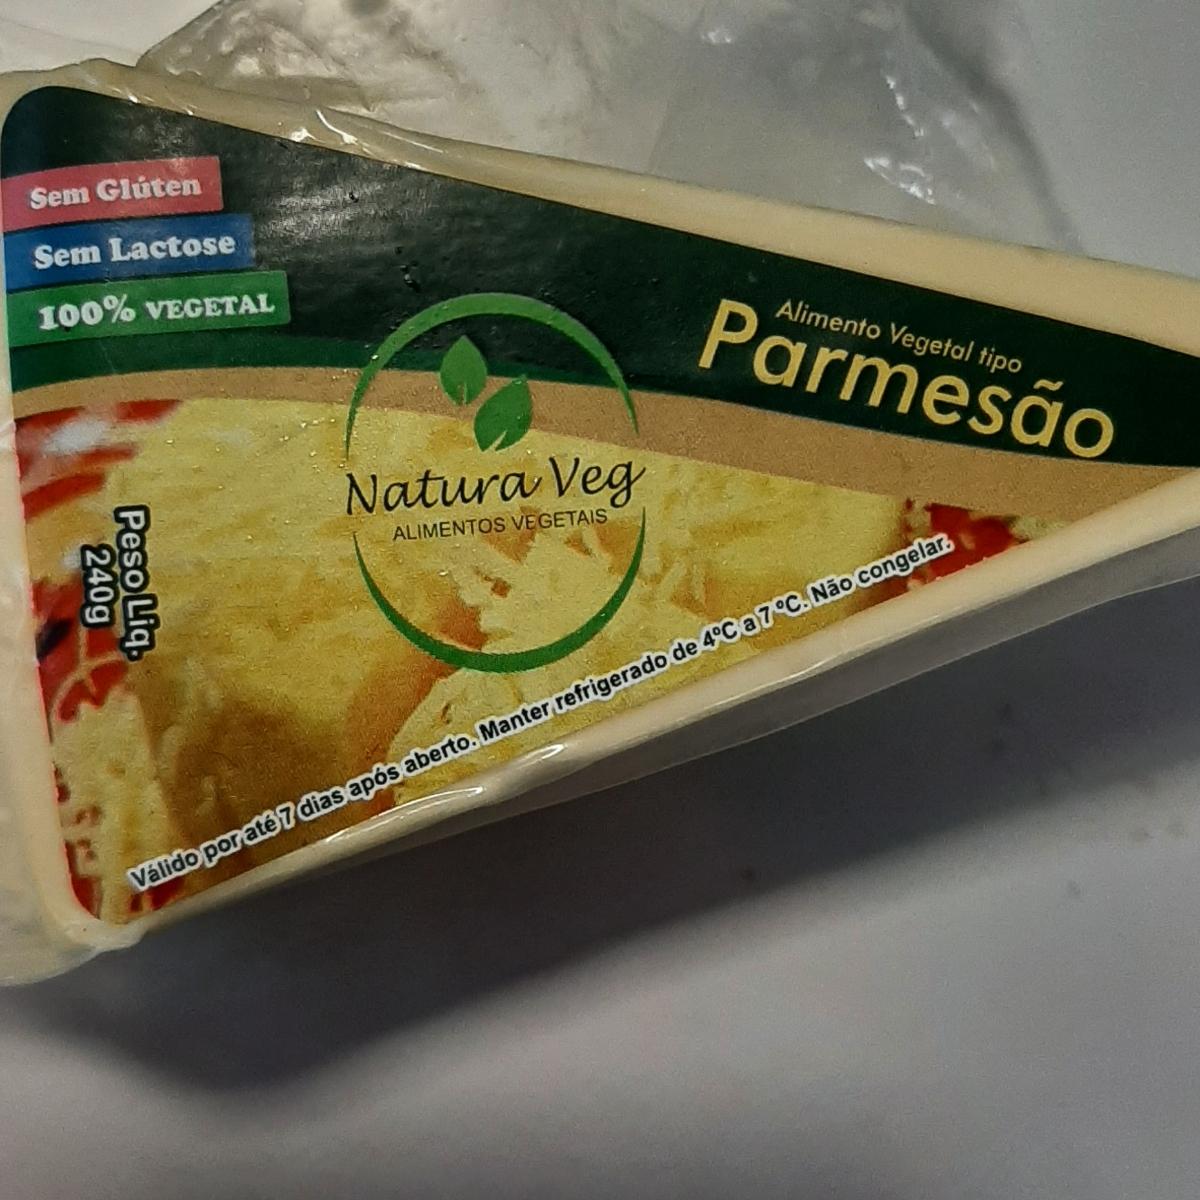 Sem Glúten
Sem Lactose
100% VEGETAL
Alimento Vegetal tipo
Parmesão
Natura Veg
ALIMENTOS VEGETAIS
Peso Liq.
240g
Válido por até 7 dias após aberto. Manter refrigerado de 4ºC a 7 ºC. Não congelar.